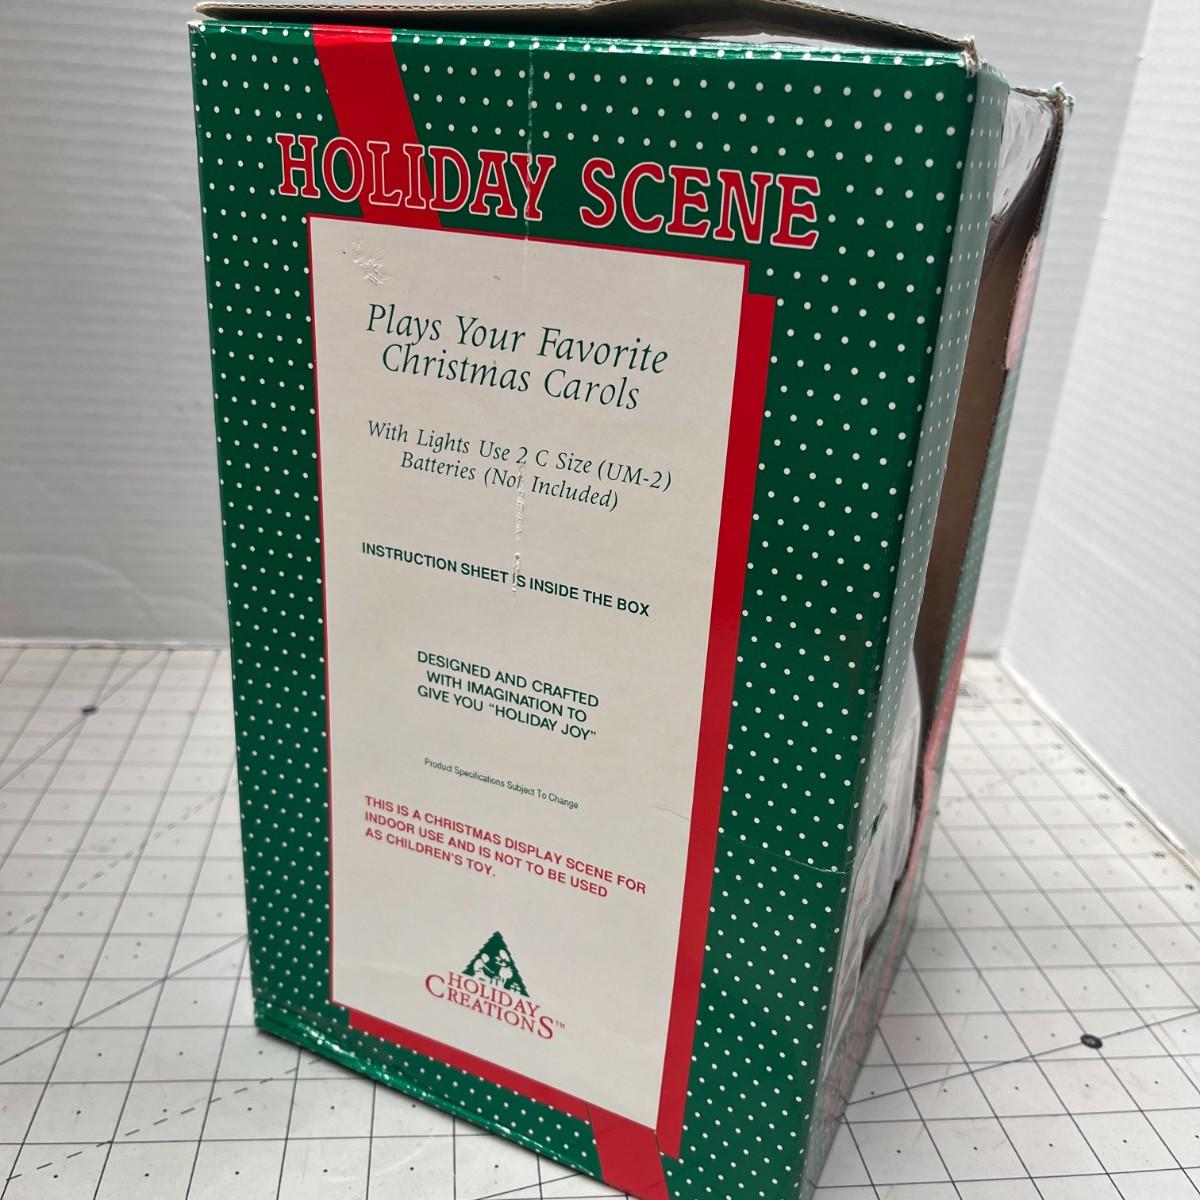 HOLIDAY SCENE
Plays Your Favorite
Christmas Carols
With Lights Use 2 C Size (UM-2)
Batteries (Not Included)
INSTRUCTION SHEET IS INSIDE THE BOX
DESIGNED AND CRAFTED
WITH IMAGINATION TO
GIVE YOU "HOLIDAY JOY"
Product Specifications Subject To Change
THIS IS A CHRISTMAS DISPLAY SCENE FOR
INDOOR USE AND IS NOT TO BE USED
AS CHILDREN'S TOY.
HOLIDAY
CREATIONS™